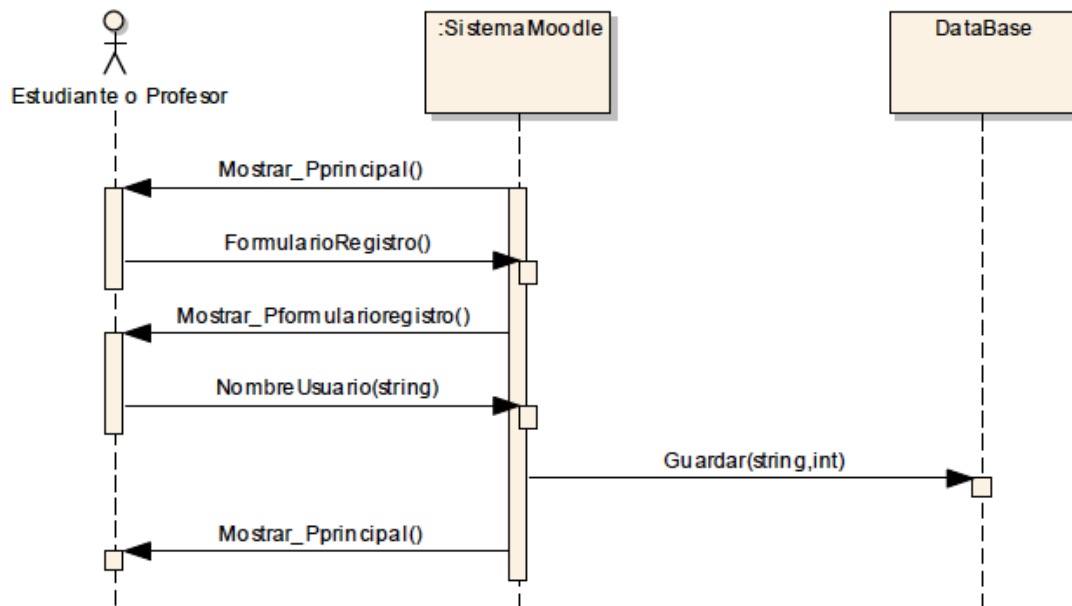 :SistemaMoodle
DataBase
Estudiante o Profesor
Mostrar_Pprincipal()
FormularioRegistro()
Mostrar_Pformularioregistro()
NombreUsuario(string)
Guardar(string,int)
Mostrar_Pprincipal()